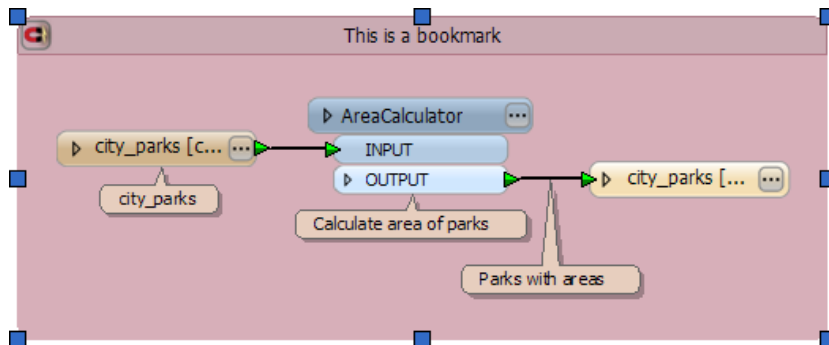 This is a bookmark
AreaCalculator
city_parks [c...
INPUT
OUTPUT
city_parks [...
city_parks
Calculate area of parks
Parks with areas